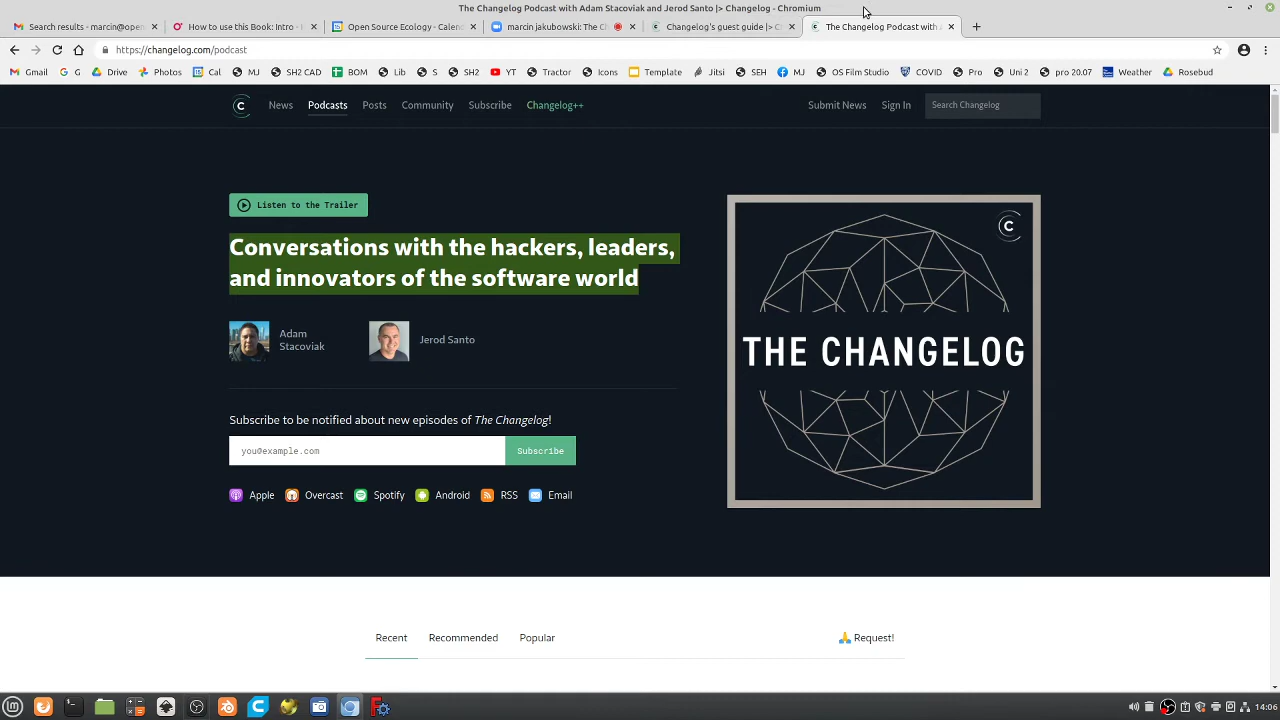 The Changelog Podcast with Adam Stacoviak and Jerod Santo |> Changelog - Chromium
Search results - marcin@open
How to use this Book: Intro - I
Open Source Ecology - Calend
marcin jakubowski: The Ch
Changelog's guest guide |> C
The Changelog Podcast with A
https://changelog.com/podcast
Gmail G Drive Photos Cal MJ SH2 CAD BOM Lib S SH2 YT Tractor Icons Template Jitsi SEH MJ OS Film Studio COVID Pro Uni 2 pro 20.07 Weather Rosebud
News Podcasts Posts Community Subscribe Changelog++ Submit News Sign In Search Changelog
Listen to the Trailer
Conversations with the hackers, leaders,
and innovators of the software world
Adam
Stacoviak
Jerod Santo
THE CHANGELOG
Subscribe to be notified about new episodes of The Changelog!
you@example.com Subscribe
Apple Overcast Spotify Android RSS Email
Recent Recommended Popular 🙏 Request!
14:06